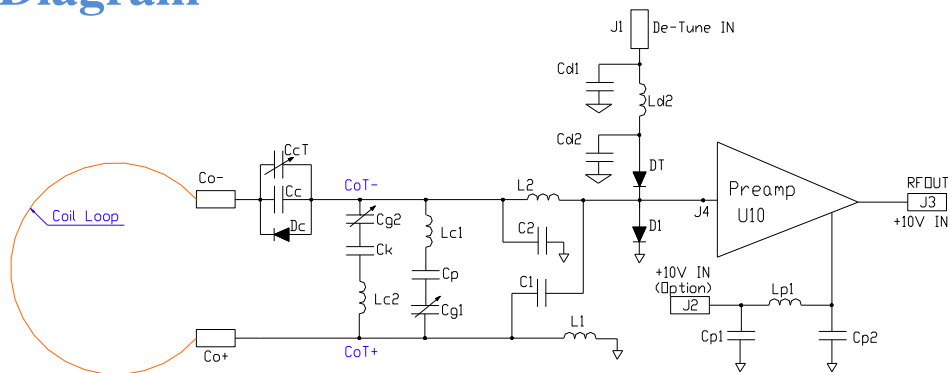 Diagram
J1
De-Tune IN
Cd1
Ld2
Cd2
DT
CcT
Co-
Cc
CoT-
L2
Preamp
U10
J4
RFOUT
J3
+10V IN
Coil Loop
Dc
Cg2
Lc1
C2
D1
Ck
Cp
C1
+10V IN
(Option)
J2
Lp1
Lc2
Cg1
L1
Cp1
Cp2
Co+
CoT+